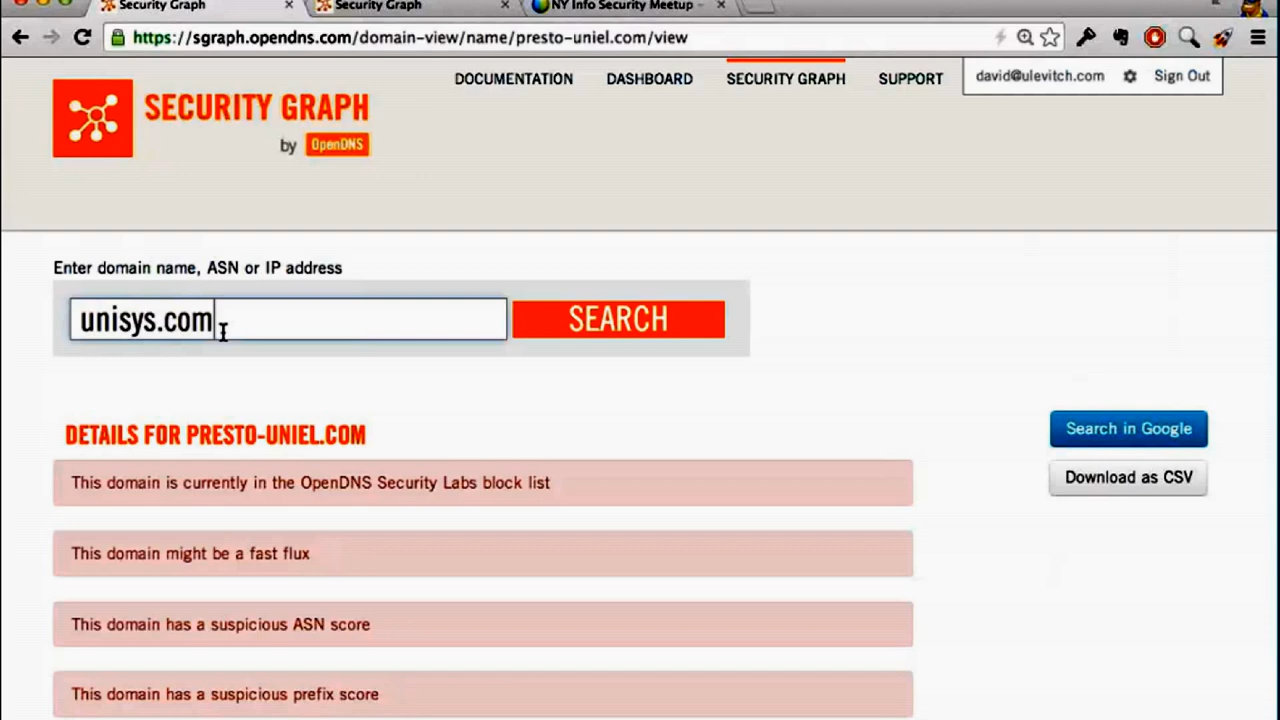 Security Graph
Security Graph
NY Info Security Meetup -
https://sgraph.opendns.com/domain-view/name/presto-uniel.com/view
DOCUMENTATION
DASHBOARD
SECURITY GRAPH
SUPPORT
david@ulevitch.com
Sign Out
SECURITY GRAPH
by OpenDNS
Enter domain name, ASN or IP address
unisys.com
SEARCH
DETAILS FOR PRESTO-UNIEL.COM
Search in Google
This domain is currently in the OpenDNS Security Labs block list
Download as CSV
This domain might be a fast flux
This domain has a suspicious ASN score
This domain has a suspicious prefix score